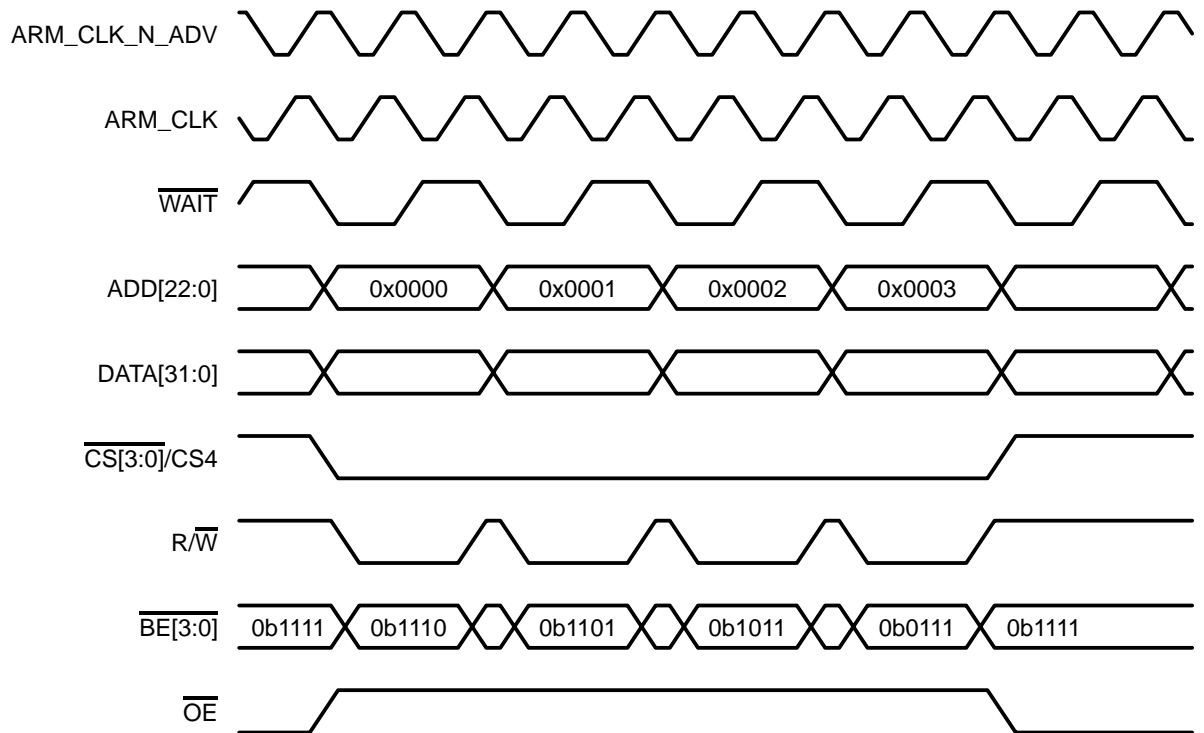 ARM_CLK_N_ADV
ARM_CLK
WAIT
ADD[22:0] 0x0000 0x0001 0x0002 0x0003
DATA[31:0]
CS[3:0]/CS4
R/W
BE[3:0] 0b1111 0b1110 0b1101 0b1011 0b0111 0b1111
OE